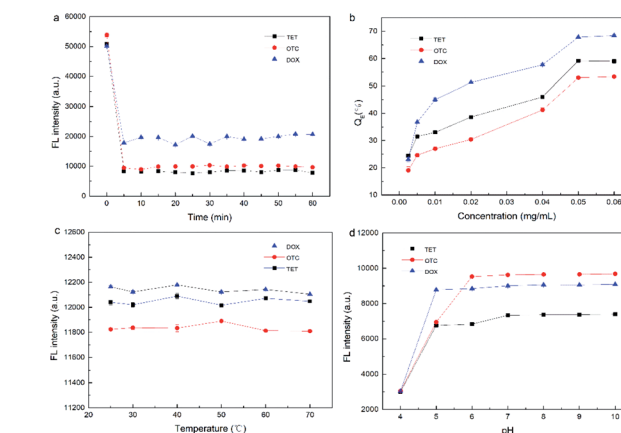 a
60000
50000
40000
30000
20000
10000
0
FL intensity (a.u.)
TET
OTC
DOX
0 10 20 30 40 50 60
Time (min)
b
70
60
50
40
30
20
10
TET
OTC
DOX
0.00 0.01 0.02 0.03 0.04 0.05 0.06
Concentration (mg/mL)
c
12600
12400
12200
12000
11800
11600
11400
11200
FL intensity (a.u.)
DOX
OTC
TET
20 30 40 50 60 70
Temperature (℃)
d
12000
10000
8000
6000
4000
2000
FL intensity (a.u.)
TET
OTC
DOX
4 5 6 7 8 9 10
pH